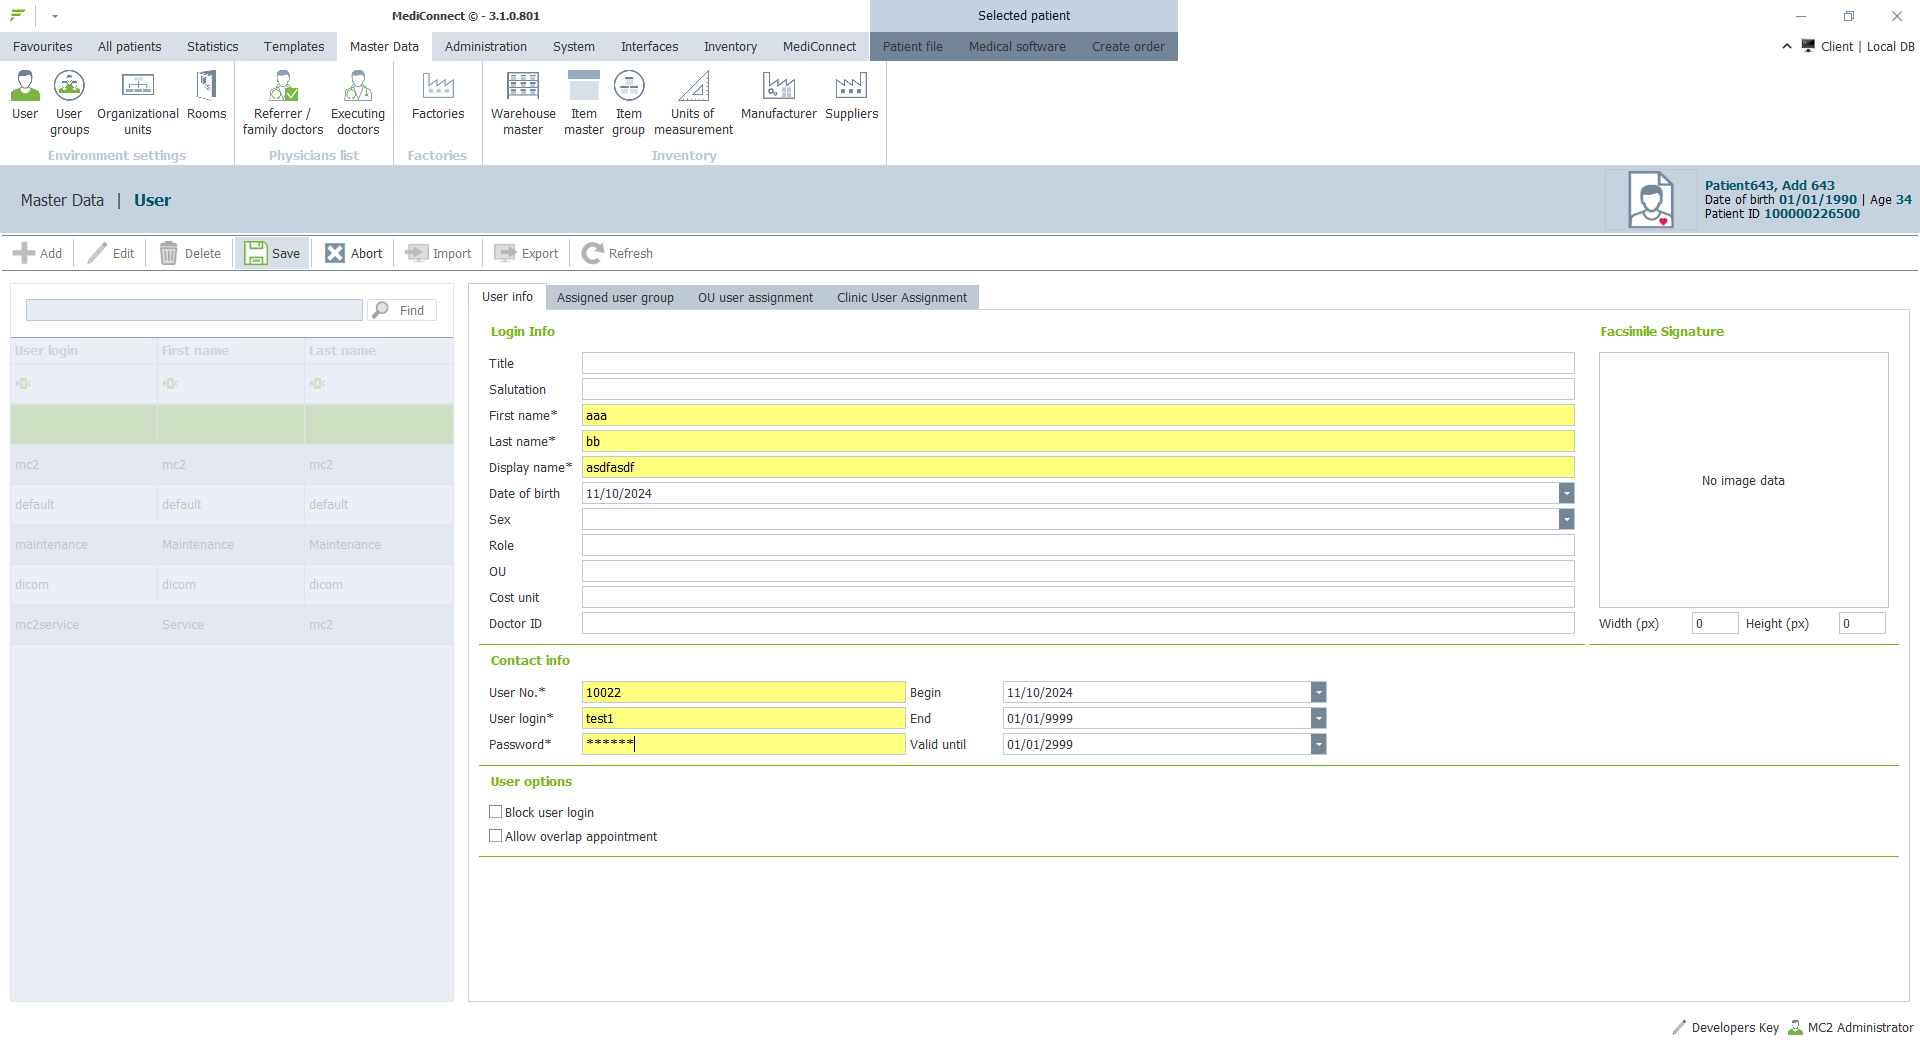 MediConnect © - 3.1.0.801
Selected patient
Favourites All patients Statistics Templates Master Data Administration System Interfaces Inventory MediConnect Patient file Medical software Create order
Client | Local DB
User
User groups
Organizational units
Rooms
Referrer / family doctors
Executing doctors
Factories
Warehouse master
Item master
Item group
Units of measurement
Manufacturer
Suppliers
Environment settings
Physicians list
Factories
Inventory
Master Data | User
Patient643, Add 643
Date of birth 01/01/1990 | Age 34
Patient ID 100000226500
Add Edit Delete Save Abort Import Export Refresh
Find
User login First name Last name
ABC ABC ABC
mc2 mc2 mc2
default default default
maintenance Maintenance Maintenance
dicom dicom dicom
mc2service Service mc2
User info Assigned user group OU user assignment Clinic User Assignment
Login Info
Title
Salutation
First name* aaa
Last name* bb
Display name* asdfasdf
Date of birth 11/10/2024
Sex
Role
OU
Cost unit
Doctor ID
Facsimile Signature
No image data
Width (px) 0 Height (px) 0
Contact info
User No.* 10022 Begin 11/10/2024
User login* test1 End 01/01/9999
Password* ****** Valid until 01/01/2999
User options
Block user login
Allow overlap appointment
Developers Key MC2 Administrator